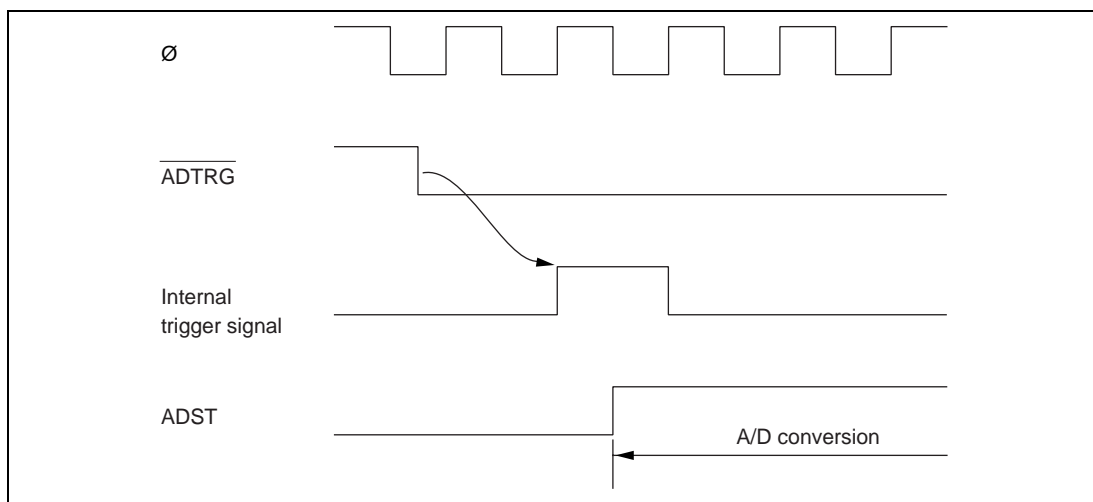 Ø
ADTRG
Internal
trigger signal
ADST
A/D conversion